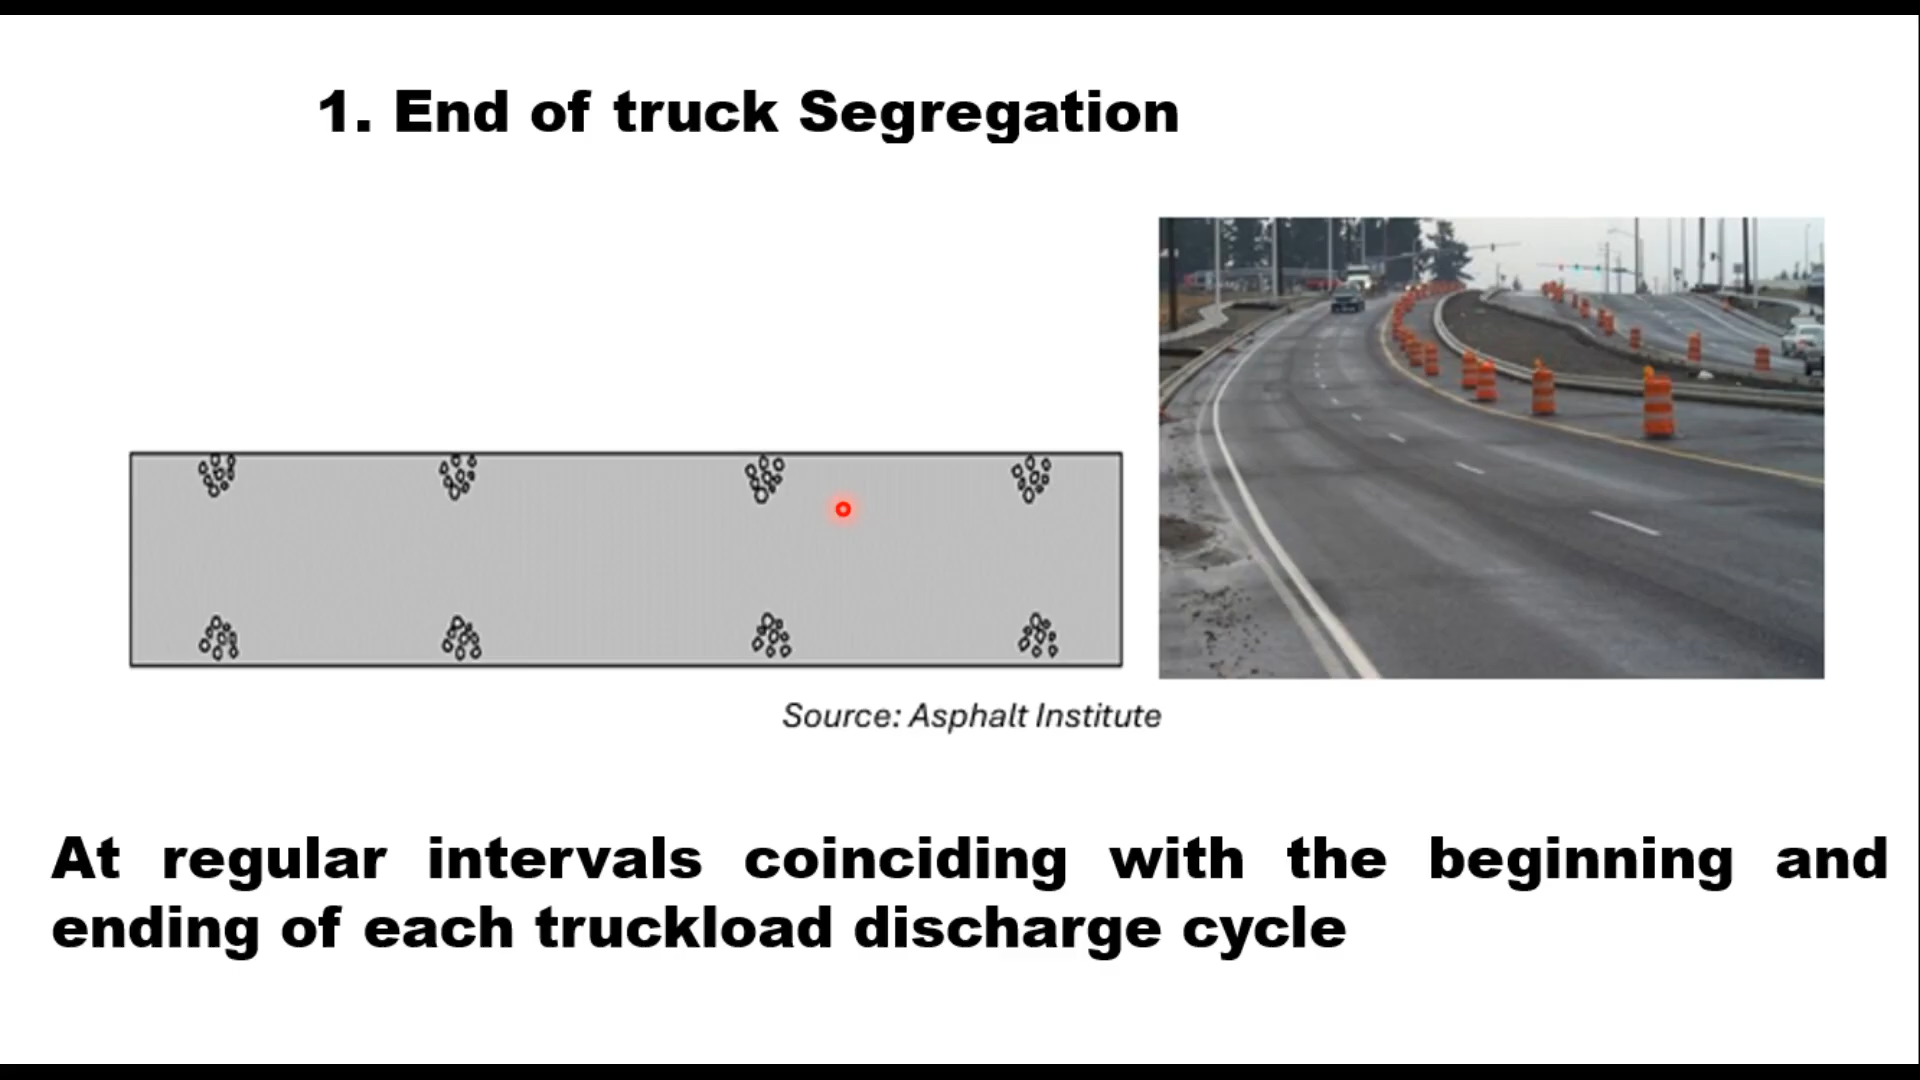 1. End of truck Segregation
Source: Asphalt Institute
At regular intervals coinciding with the beginning and
ending of each truckload discharge cycle